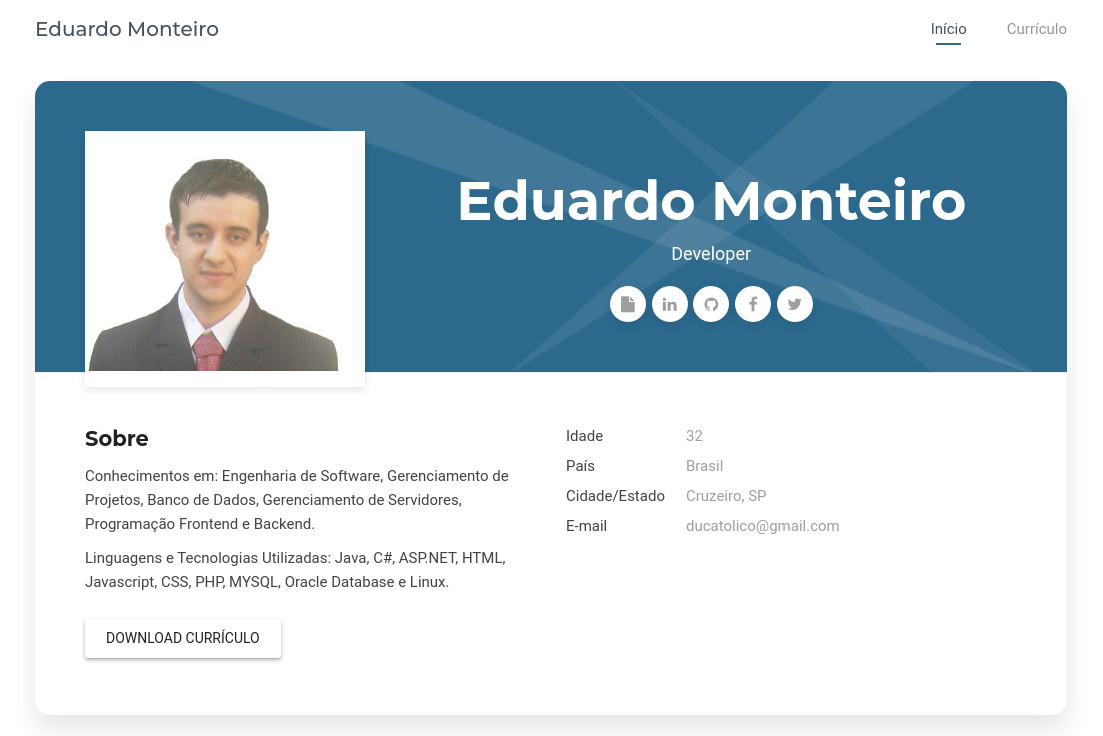 Eduardo Monteiro
Início
Currículo
Eduardo Monteiro
Developer
Sobre
Conhecimentos em: Engenharia de Software, Gerenciamento de
Projetos, Banco de Dados, Gerenciamento de Servidores,
Programação Frontend e Backend.
Linguagens e Tecnologias Utilizadas: Java, C#, ASP.NET, HTML,
Javascript, CSS, PHP, MYSQL, Oracle Database e Linux.
DOWNLOAD CURRÍCULO
Idade 32
País Brasil
Cidade/Estado Cruzeiro, SP
E-mail ducatolico@gmail.com